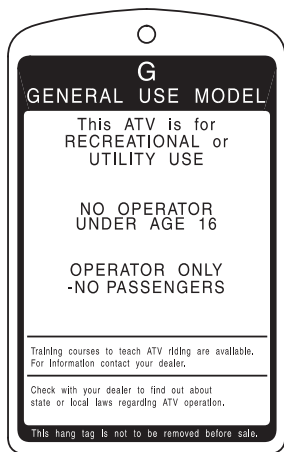 G
GENERAL USE MODEL
This ATV is for
RECREATIONAL or
UTILITY USE
NO OPERATOR
UNDER AGE 16
OPERATOR ONLY
-NO PASSENGERS
Training courses to teach ATV riding are available.
For information contact your dealer.
Check with your dealer to find out about
state or local laws regarding ATV operation.
This hang tag is not to be removed before sale.